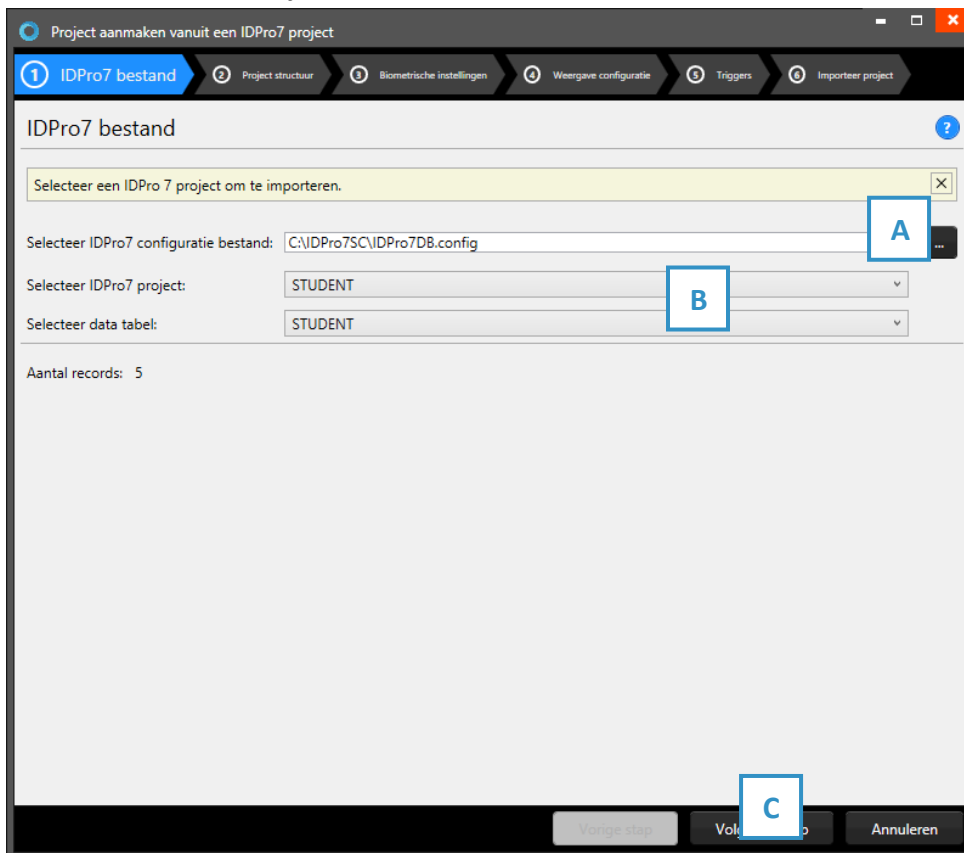 Project aanmaken vanuit een IDPro7 project
1 IDPro7 bestand 2 Project structuur 3 Biometrische instellingen 4 Weergave configuratie 5 Triggers 6 Importeer project
IDPro7 bestand ?
Selecteer een IDPro 7 project om te importeren.
A
Selecteer IDPro7 configuratie bestand: C:\IDPro7SC\IDPro7DB.config ...
Selecteer IDPro7 project: STUDENT
B
Selecteer data tabel: STUDENT
Aantal records: 5
C
Vorige stap Annuleren